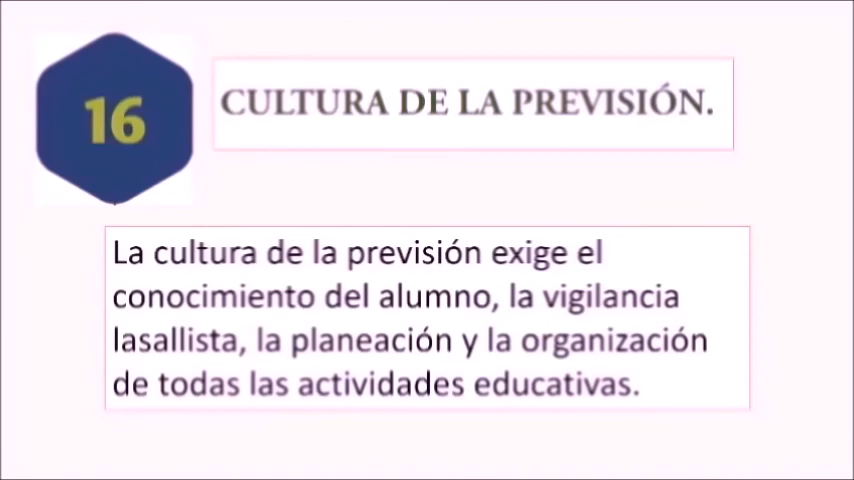 16
CULTURA DE LA PREVISIÓN.
La cultura de la previsión exige el
conocimiento del alumno, la vigilancia
lasallista, la planeación y la organización
de todas las actividades educativas.